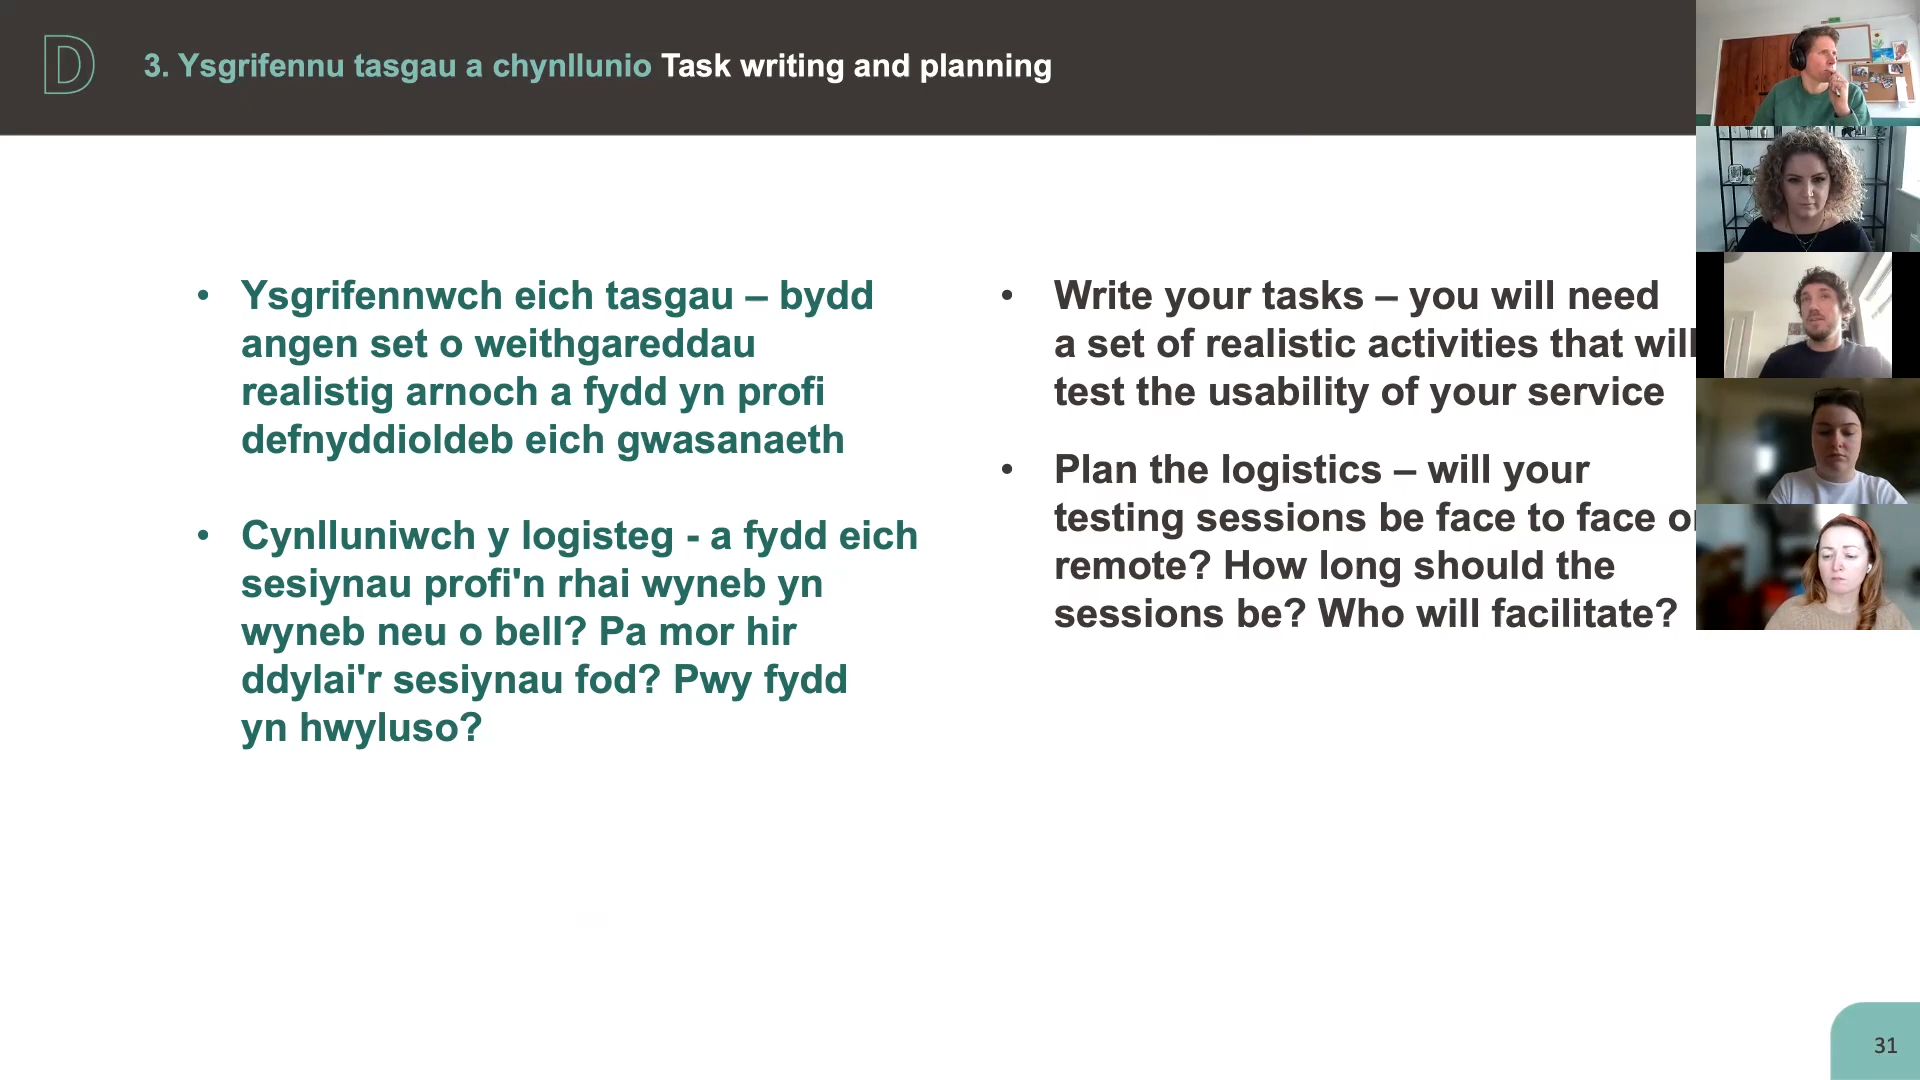 D
3. Ysgrifennu tasgau a chynllunio Task writing and planning
• Ysgrifennwch eich tasgau – bydd
angen set o weithgareddau
realistig arnoch a fydd yn profi
defnyddioldeb eich gwasanaeth
• Cynlluniwch y logisteg - a fydd eich
sesiynau profi'n rhai wyneb yn
wyneb neu o bell? Pa mor hir
ddylai'r sesiynau fod? Pwy fydd
yn hwyluso?
• Write your tasks – you will need
a set of realistic activities that will
test the usability of your service
• Plan the logistics – will your
testing sessions be face to face or
remote? How long should the
sessions be? Who will facilitate?
31